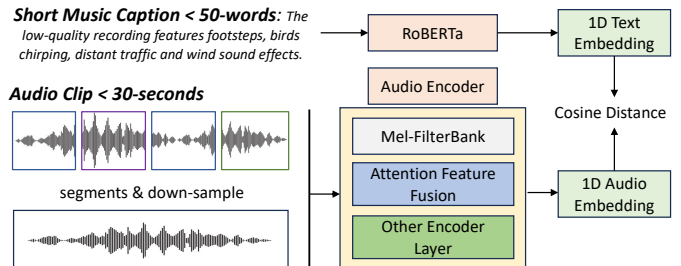 Short Music Caption < 50-words: The
low-quality recording features footsteps, birds
chirping, distant traffic and wind sound effects.
RoBERTa
1D Text
Embedding
Audio Clip < 30-seconds
Audio Encoder
Cosine Distance
Mel-FilterBank
Attention Feature
Fusion
segments & down-sample
1D Audio
Embedding
Other Encoder
Layer